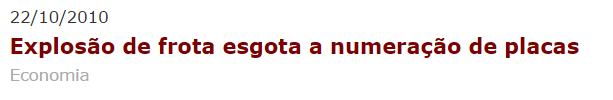 22/10/2010
Explosão de frota esgota a numeração de placas
Economia